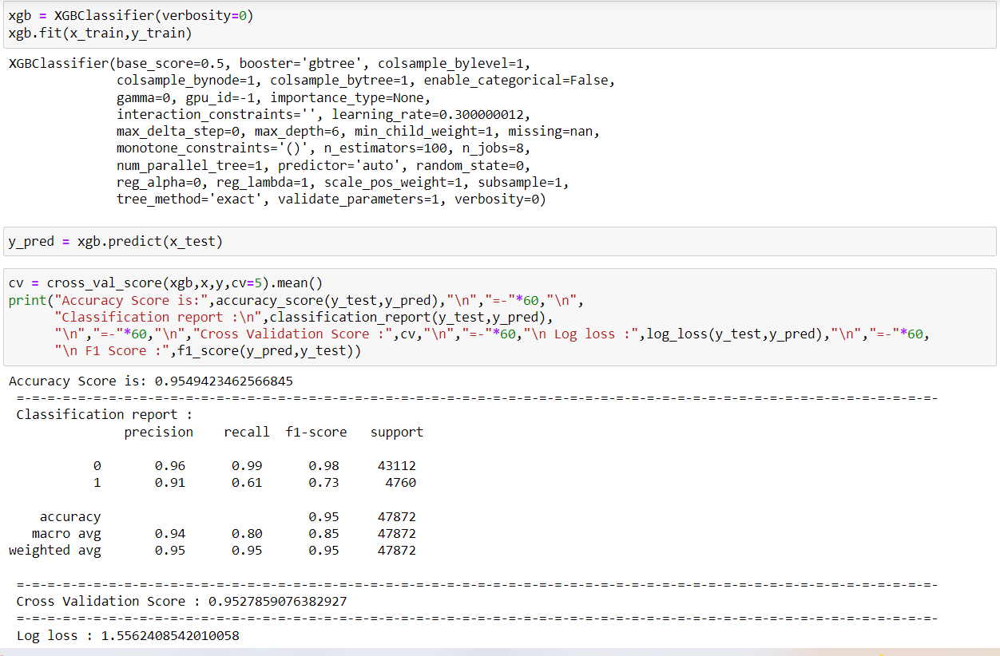 xgb = XGBClassifier(verbosity=0)
xgb.fit(x_train,y_train)
XGBClassifier(base_score=0.5, booster='gbtree', colsample_bylevel=1,
              colsample_bynode=1, colsample_bytree=1, enable_categorical=False,
              gamma=0, gpu_id=-1, importance_type=None,
              interaction_constraints='', learning_rate=0.300000012,
              max_delta_step=0, max_depth=6, min_child_weight=1, missing=nan,
              monotone_constraints='()', n_estimators=100, n_jobs=8,
              num_parallel_tree=1, predictor='auto', random_state=0,
              reg_alpha=0, reg_lambda=1, scale_pos_weight=1, subsample=1,
              tree_method='exact', validate_parameters=1, verbosity=0)
y_pred = xgb.predict(x_test)
cv = cross_val_score(xgb,x,y,cv=5).mean()
print("Accuracy Score is:",accuracy_score(y_test,y_pred),"\n","=-"*60,"\n",
      "Classification report :\n",classification_report(y_test,y_pred),
      "\n","=-"*60,"\n","Cross Validation Score :",cv,"\n","=-"*60,"\n Log loss :",log_loss(y_test,y_pred),"\n","=-"*60,
      "\n F1 Score :",f1_score(y_pred,y_test))
Accuracy Score is: 0.9549423462566845
 =-=-=-=-=-=-=-=-=-=-=-=-=-=-=-=-=-=-=-=-=-=-=-=-=-=-=-=-=-=-=-=-=-=-=-=-=-=-=-=-=-=-=-=-=-=-=-=-=-=-=-=-=-=-=-=-=-=-=-=-
 Classification report :
               precision    recall  f1-score   support
           0       0.96      0.99      0.98     43112
           1       0.91      0.61      0.73      4760
    accuracy                           0.95     47872
   macro avg       0.94      0.80      0.85     47872
weighted avg       0.95      0.95      0.95     47872
 =-=-=-=-=-=-=-=-=-=-=-=-=-=-=-=-=-=-=-=-=-=-=-=-=-=-=-=-=-=-=-=-=-=-=-=-=-=-=-=-=-=-=-=-=-=-=-=-=-=-=-=-=-=-=-=-=-=-=-=-
 Cross Validation Score : 0.9527859076382927
 =-=-=-=-=-=-=-=-=-=-=-=-=-=-=-=-=-=-=-=-=-=-=-=-=-=-=-=-=-=-=-=-=-=-=-=-=-=-=-=-=-=-=-=-=-=-=-=-=-=-=-=-=-=-=-=-=-=-=-=-
 Log loss : 1.5562408542010058